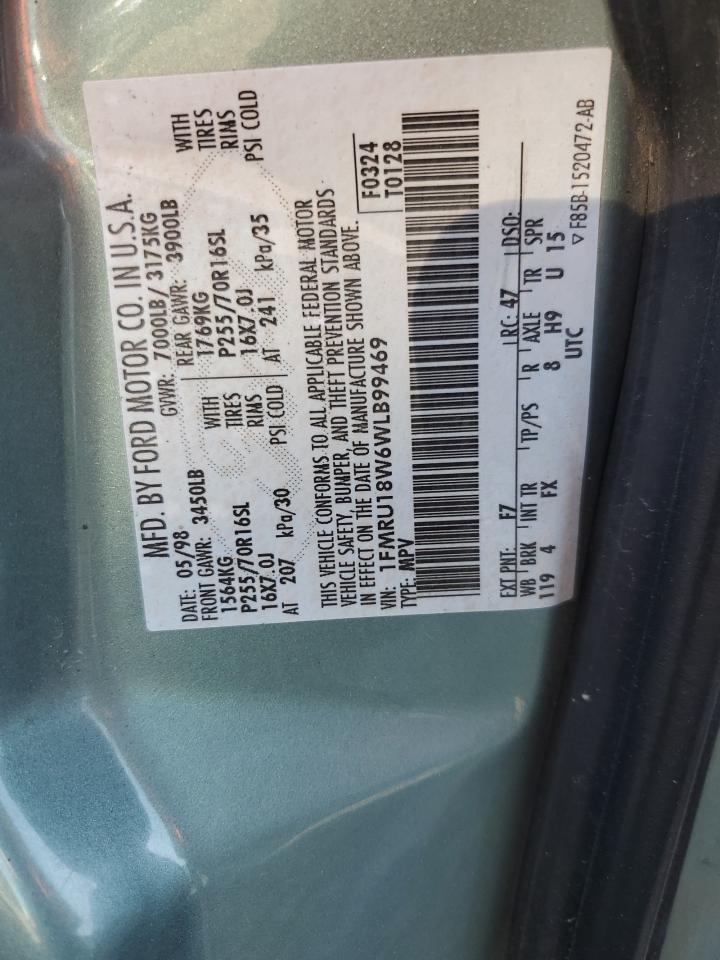 MFD. BY FORD MOTOR CO. IN U.S.A.
DATE: 05/98 GVWR: 7000LB/ 3175KG
FRONT GAWR: 3450LB REAR GAWR: 3900LB
1564KG WITH 1769KG WITH
P255/70R16SL TIRES P255/70R16SL TIRES
16X7.0J RIMS 16X7.0J RIMS
AT 207 kPa/30 PSI COLD AT 241 kPa/35 PSI COLD
THIS VEHICLE CONFORMS TO ALL APPLICABLE FEDERAL MOTOR
VEHICLE SAFETY, BUMPER, AND THEFT PREVENTION STANDARDS
IN EFFECT ON THE DATE OF MANUFACTURE SHOWN ABOVE.
VIN: 1FMRU18W6WLB99469 F0324
TYPE: MPV T0128
EXT PNT: F7 RC: 47 DSO:
WB BRK INT TR TP/PS R AXLE TR SPR
119 4 FX 8 H9 U 15
UTC
▽ F85B-1520472-AB